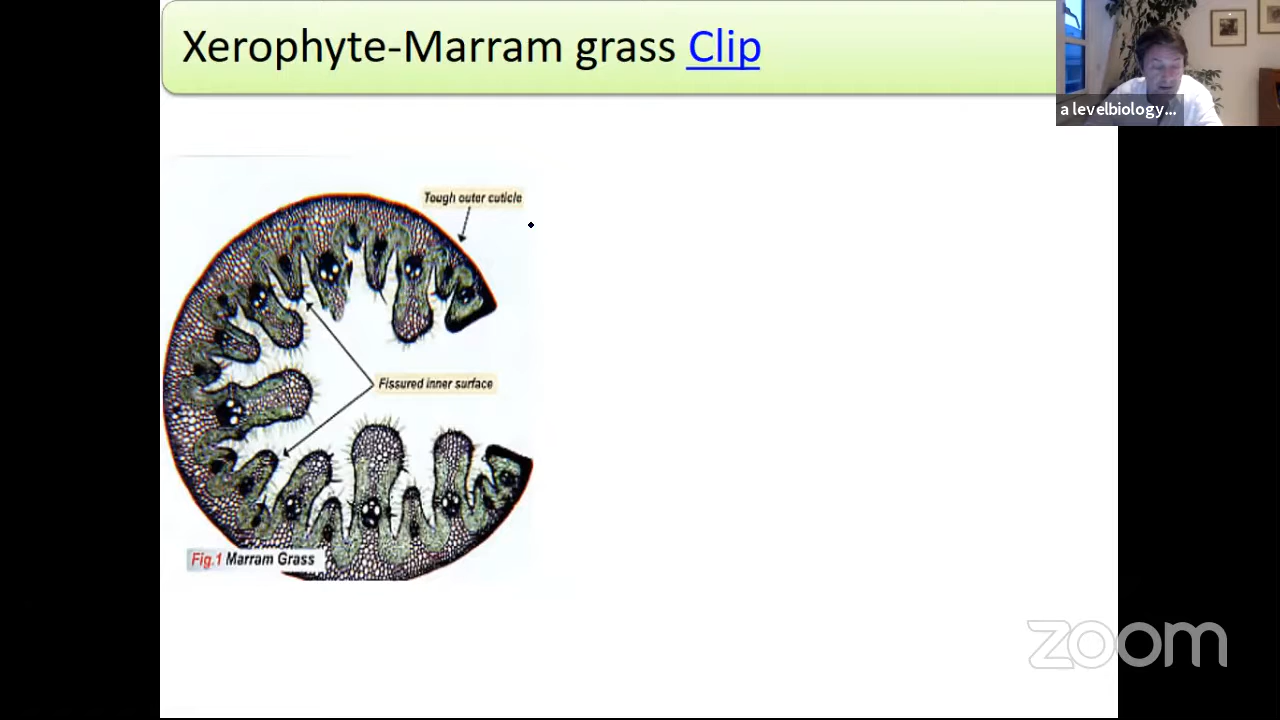 Xerophyte-Marram grass Clip
a levelbiology...
Tough outer cuticle
Fissured inner surface
Fig.1 Marram Grass
zoom